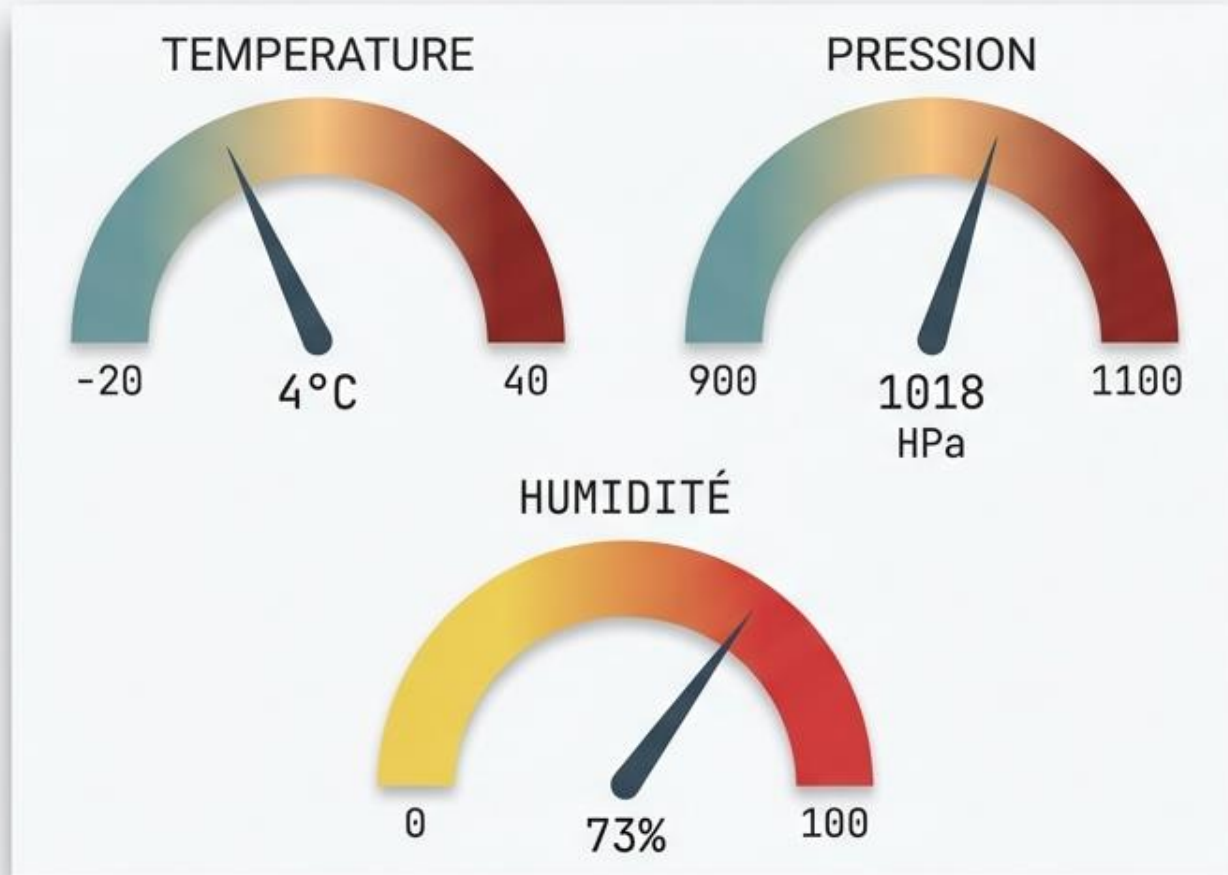 TEMPERATURE
-20
4°C
40
PRESSION
900
1018
HPa
1100
HUMIDITÉ
0
73%
100